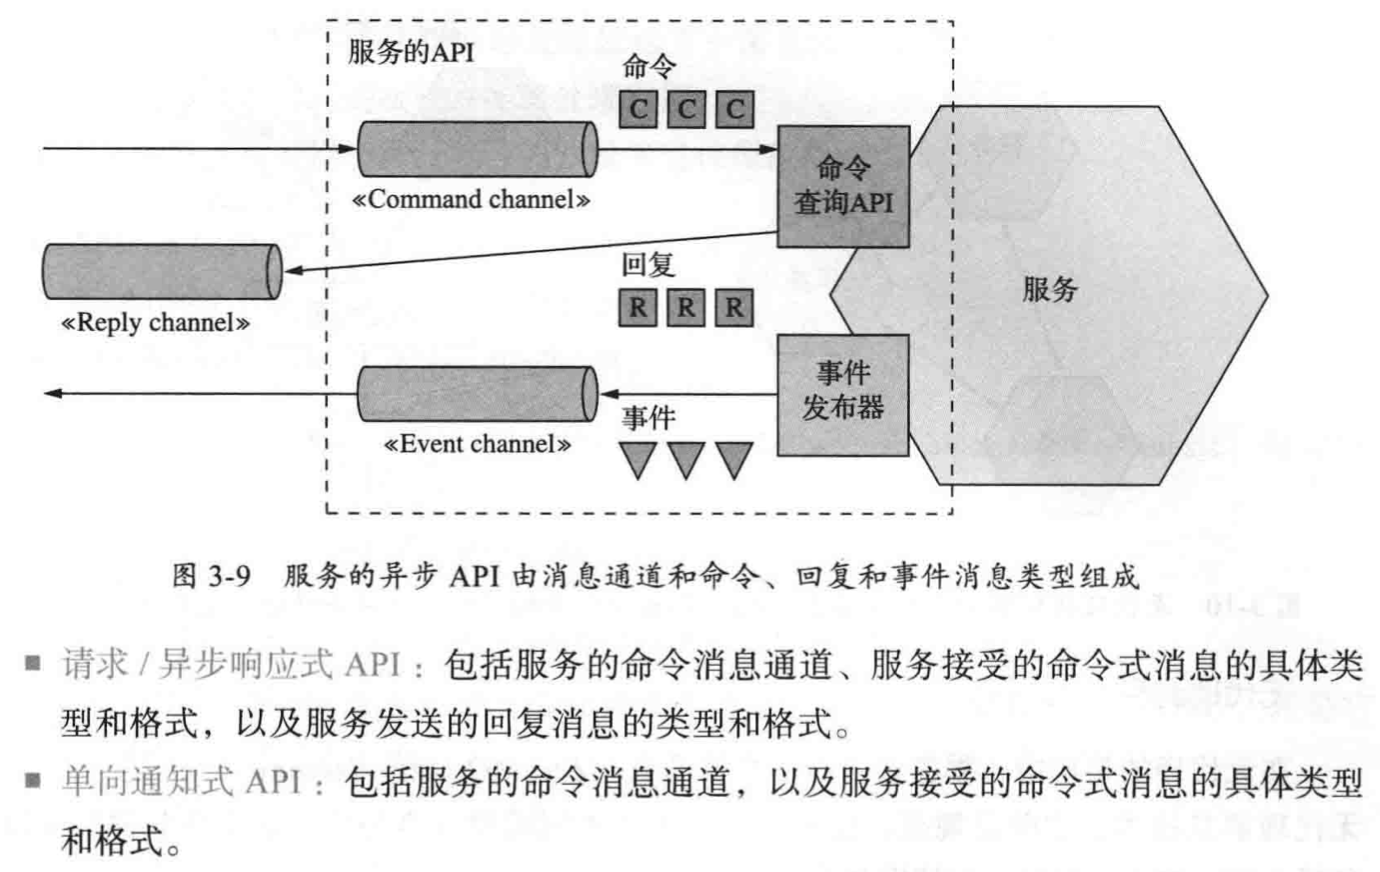 服务的API
命令
C C C
«Command channel»
命令
查询API
«Reply channel»
回复
R R R
服务
«Event channel»
事件
事件
发布器
图 3-9 服务的异步 API 由消息通道和命令、回复和事件消息类型组成
■ 请求 / 异步响应式 API：包括服务的命令消息通道、服务接受的命令式消息的具体类
型和格式，以及服务发送的回复消息的类型和格式。
■ 单向通知式 API：包括服务的命令消息通道，以及服务接受的命令式消息的具体类型
和格式。